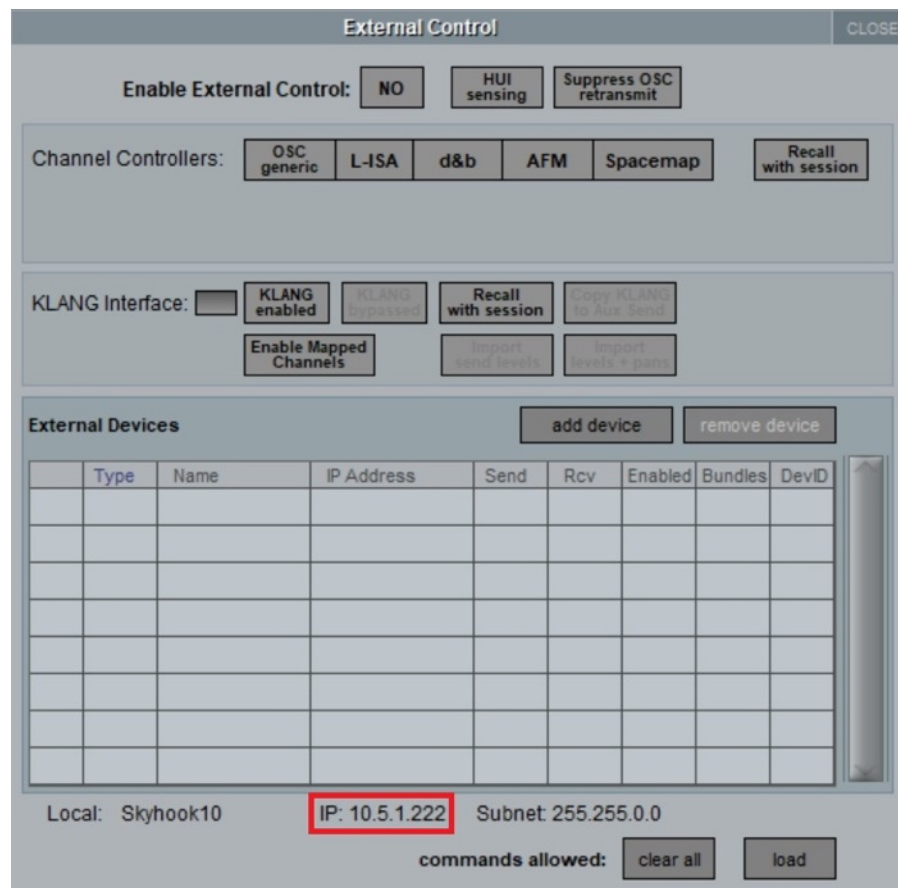 External Control
CLOSE
Enable External Control: NO HUI sensing Suppress OSC retransmit
Channel Controllers: OSC generic L-ISA d&b AFM Spacemap Recall with session
KLANG Interface: KLANG enabled KLANG bypassed Recall with session Copy KLANG to Aux Send
Enable Mapped Channels Import send levels Import levels + pans
External Devices add device remove device
Type Name IP Address Send Rcv Enabled Bundles DevID
Local: Skyhook10 IP: 10.5.1.222 Subnet: 255.255.0.0
commands allowed: clear all load